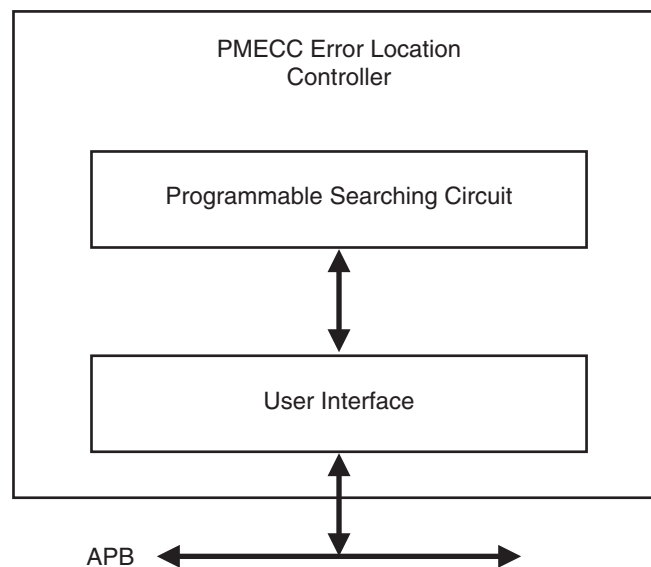 PMECC Error Location
Controller
Programmable Searching Circuit
User Interface
APB